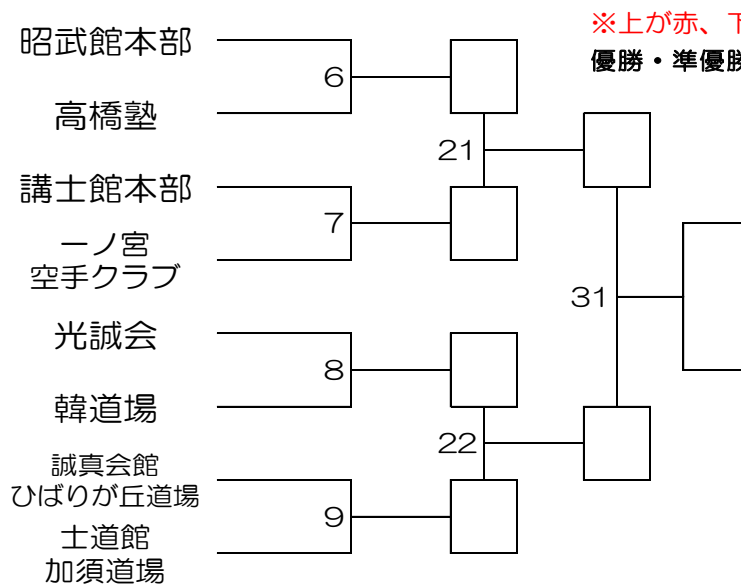 ※上が赤、下
優勝・準優勝
昭武館本部
6
高橋塾
21
講士館本部
7
一ノ宮
空手クラブ
31
光誠会
8
韓道場
22
誠真会館
ひばりが丘道場
9
士道館
加須道場